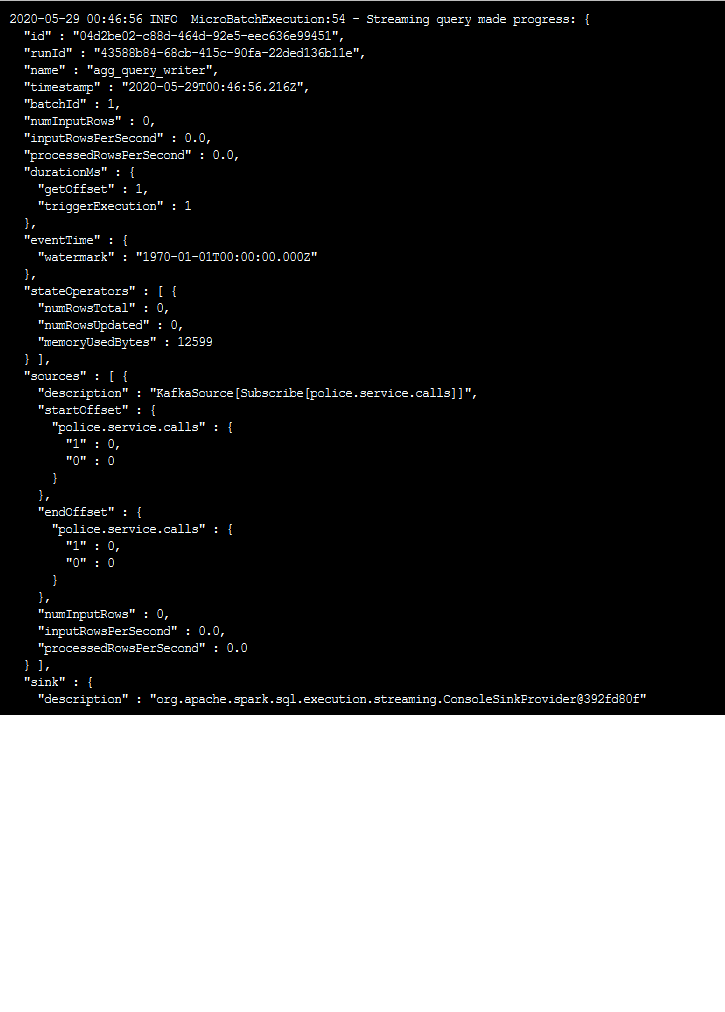 2020-05-29 00:46:56 INFO  MicroBatchExecution:54 - Streaming query made progress: {
  "id" : "04d2be02-c88d-464d-92e5-eec636e99451",
  "runId" : "43588b84-68cb-415c-90fa-22ded136b11e",
  "name" : "agg_query_writer",
  "timestamp" : "2020-05-29T00:46:56.216Z",
  "batchId" : 1,
  "numInputRows" : 0,
  "inputRowsPerSecond" : 0.0,
  "processedRowsPerSecond" : 0.0,
  "durationMs" : {
    "getOffset" : 1,
    "triggerExecution" : 1
  },
  "eventTime" : {
    "watermark" : "1970-01-01T00:00:00.000Z"
  },
  "stateOperators" : [ {
    "numRowsTotal" : 0,
    "numRowsUpdated" : 0,
    "memoryUsedBytes" : 12599
  } ],
  "sources" : [ {
    "description" : "KafkaSource[Subscribe[police.service.calls]]",
    "startOffset" : {
      "police.service.calls" : {
        "1" : 0,
        "0" : 0
      }
    },
    "endOffset" : {
      "police.service.calls" : {
        "1" : 0,
        "0" : 0
      }
    },
    "numInputRows" : 0,
    "inputRowsPerSecond" : 0.0,
    "processedRowsPerSecond" : 0.0
  } ],
  "sink" : {
    "description" : "org.apache.spark.sql.execution.streaming.ConsoleSinkProvider@392fd80f"